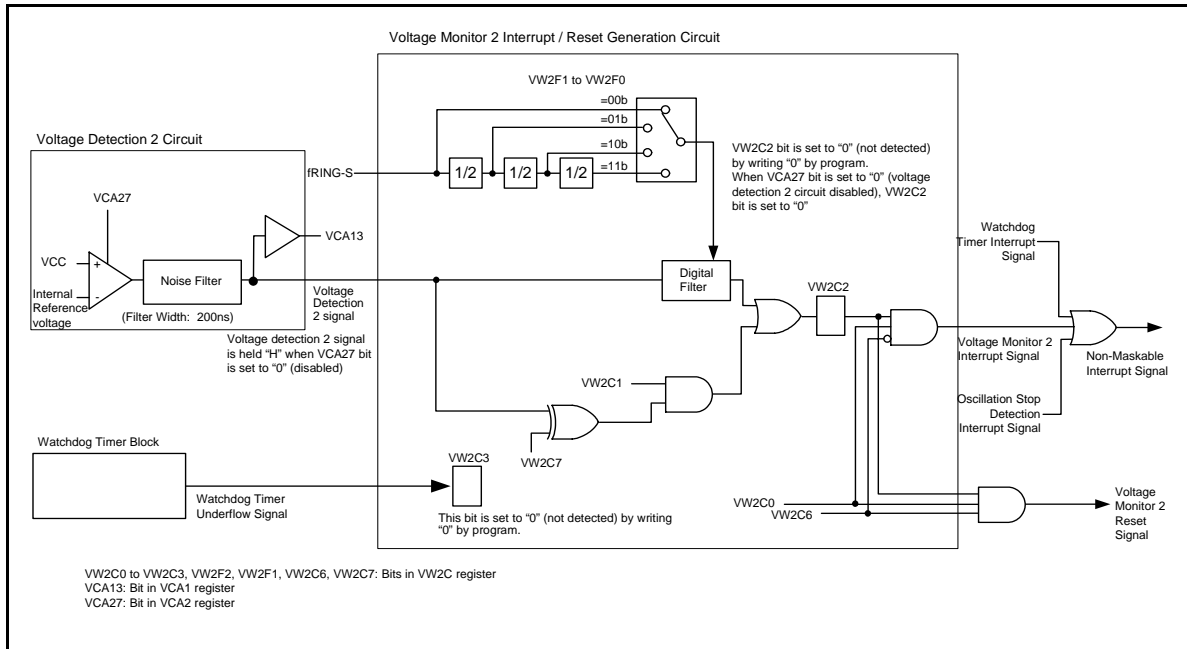 Voltage Monitor 2 Interrupt / Reset Generation Circuit
VW2F1 to VW2F0
=00b
=01b
=10b
=11b
Voltage Detection 2 Circuit
fRING-S
1/2
1/2
1/2
VW2C2 bit is set to “0” (not detected)
by writing “0” by program.
When VCA27 bit is set to “0” (voltage
detection 2 circuit disabled), VW2C2
bit is set to “0”
VCA27
VCA13
VCC
+
Internal
Reference
voltage
-
Noise Filter
(Filter Width: 200ns)
Voltage
Detection
2 signal
Voltage detection 2 signal
is held “H” when VCA27 bit
is set to “0” (disabled)
Digital
Filter
VW2C2
Watchdog
Timer Interrupt
Signal
Voltage Monitor 2
Interrupt Signal
Non-Maskable
Interrupt Signal
Oscillation Stop
Detection
Interrupt Signal
VW2C1
VW2C7
Watchdog Timer Block
Watchdog Timer
Underflow Signal
VW2C3
This bit is set to “0” (not detected) by writing
“0” by program.
VW2C0
VW2C6
Voltage
Monitor 2
Reset
Signal
VW2C0 to VW2C3, VW2F2, VW2F1, VW2C6, VW2C7: Bits in VW2C register
VCA13: Bit in VCA1 register
VCA27: Bit in VCA2 register